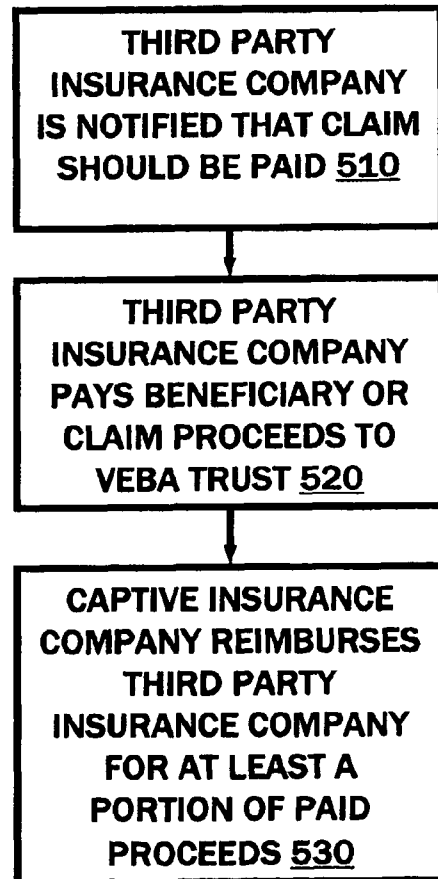 THIRD PARTY
INSURANCE COMPANY
IS NOTIFIED THAT CLAIM
SHOULD BE PAID 510
THIRD PARTY
INSURANCE COMPANY
PAYS BENEFICIARY OR
CLAIM PROCEEDS TO
VEBA TRUST 520
CAPTIVE INSURANCE
COMPANY REIMBURSES
THIRD PARTY
INSURANCE COMPANY
FOR AT LEAST A
PORTION OF PAID
PROCEEDS 530